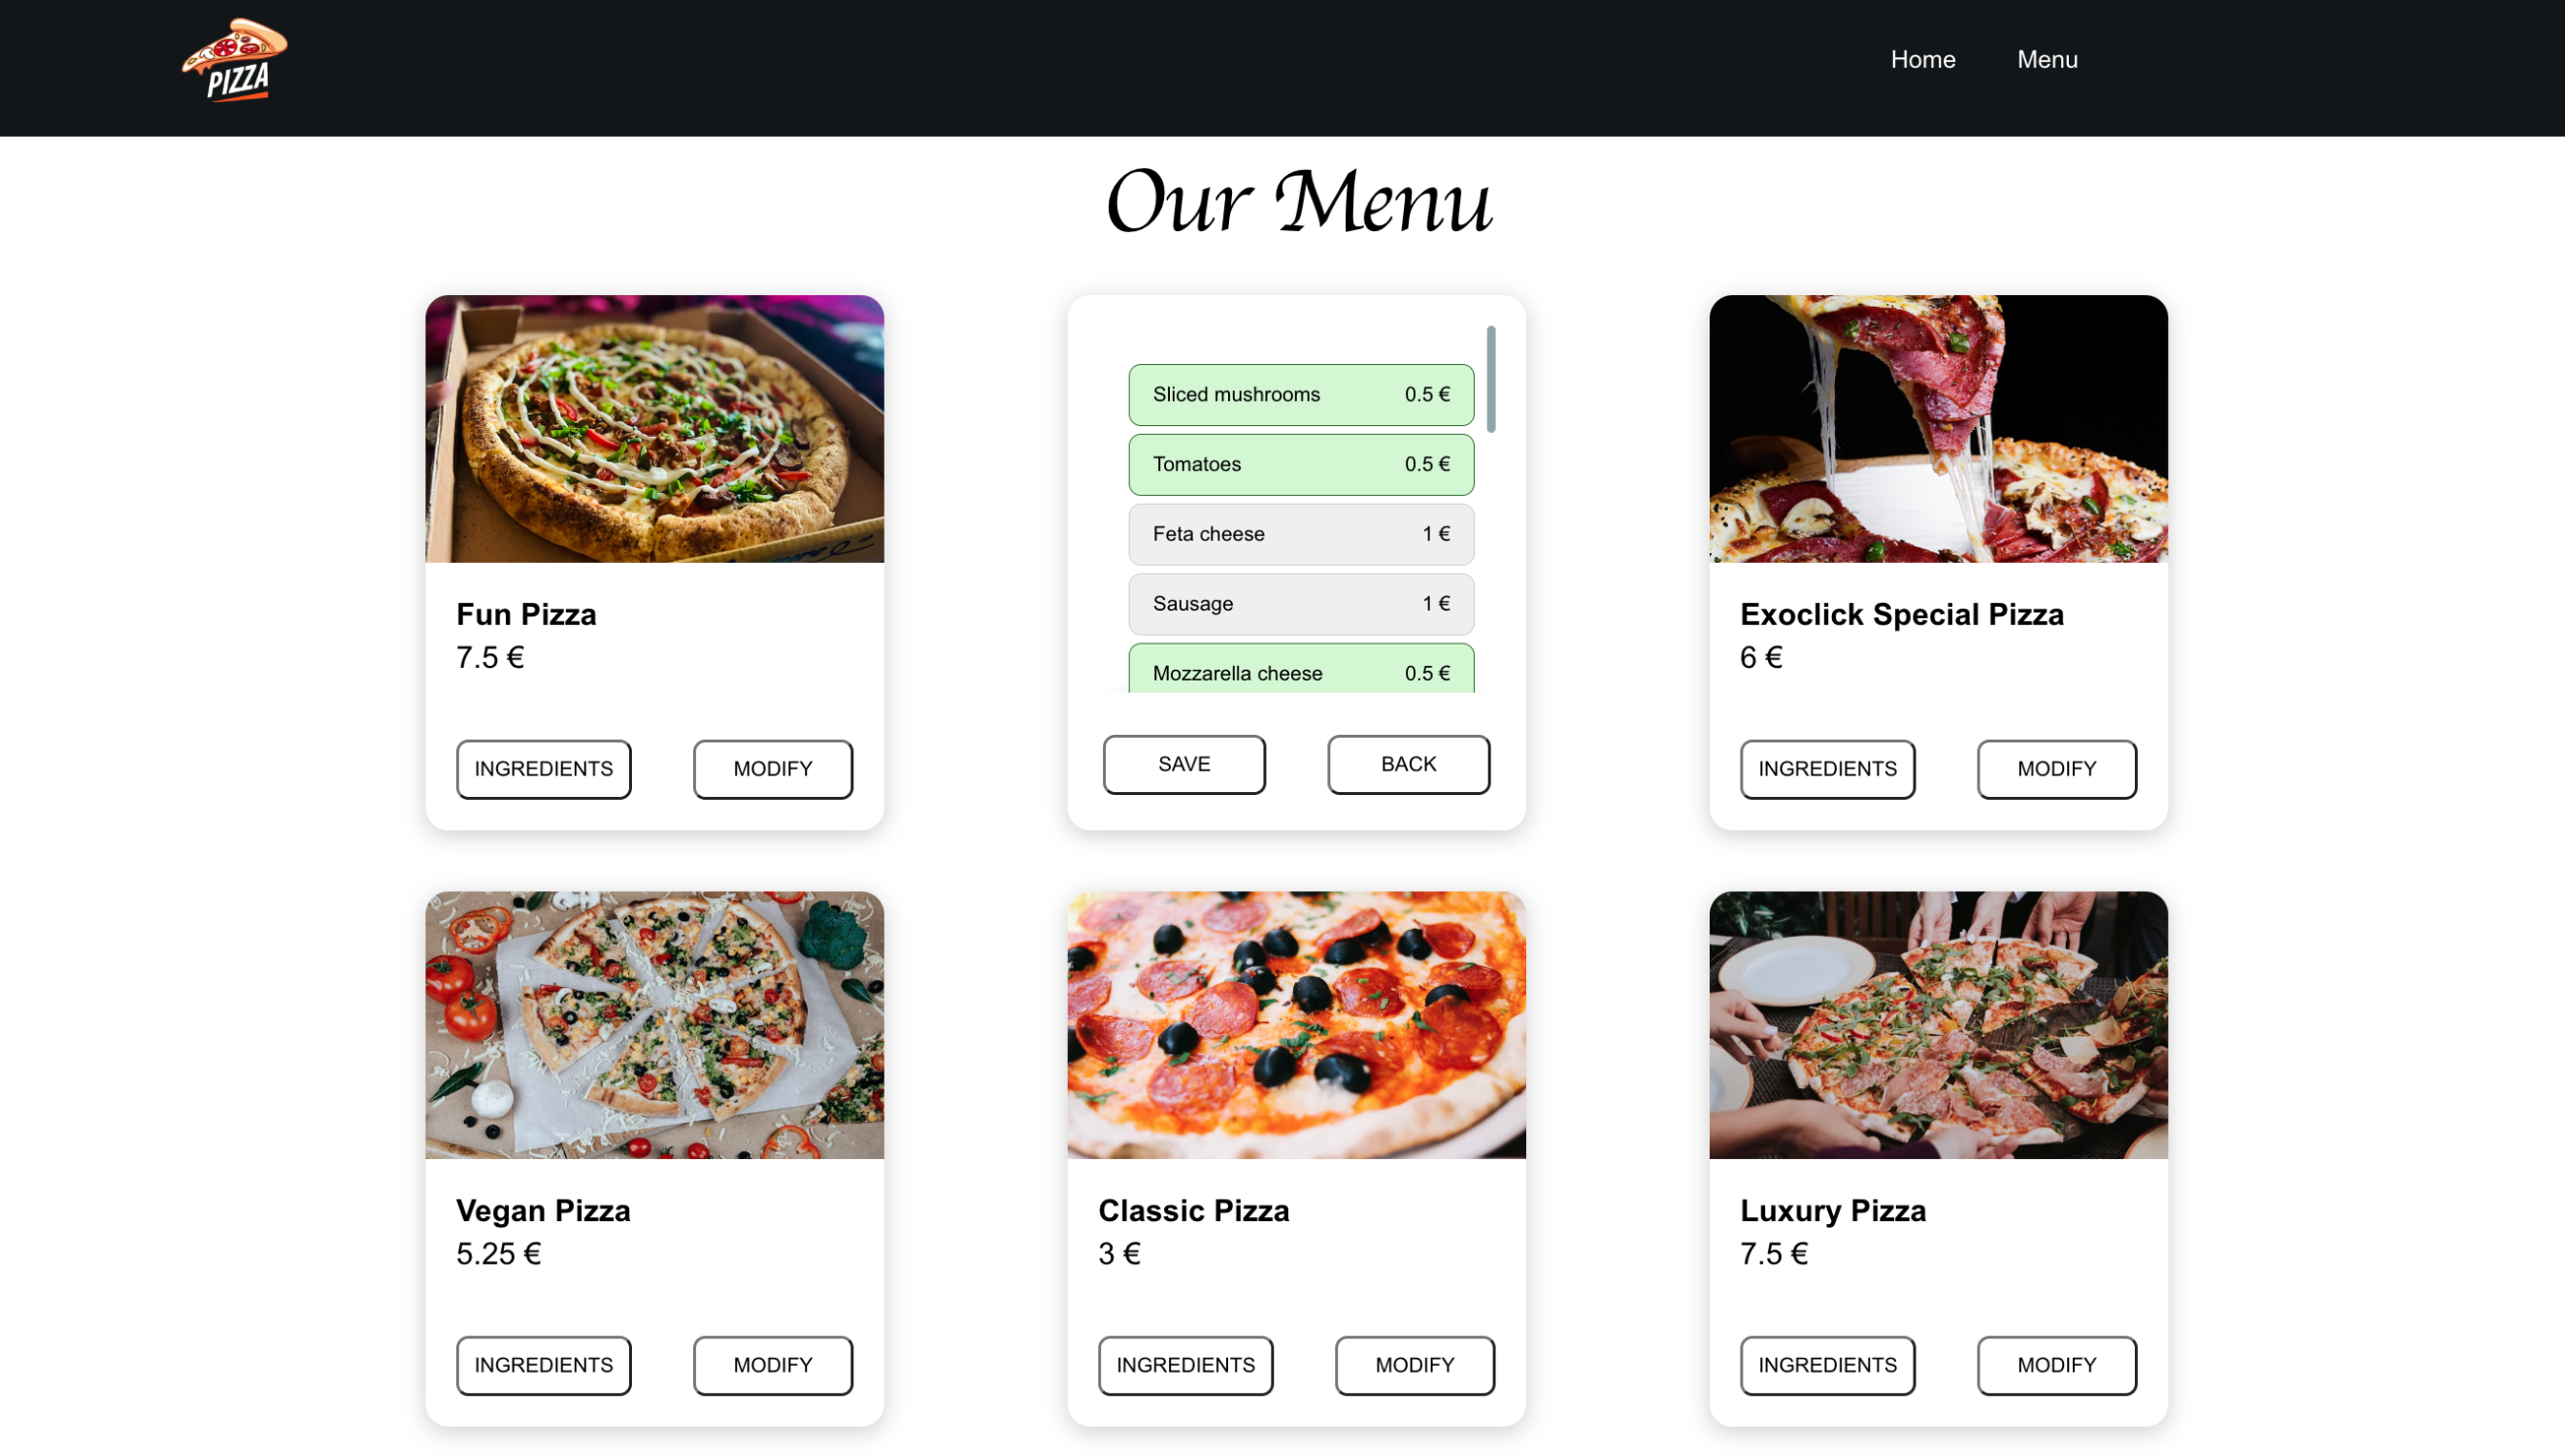 PIZZA
Home Menu
Our Menu
Fun Pizza
7.5 €
INGREDIENTS MODIFY
Sliced mushrooms 0.5 €
Tomatoes 0.5 €
Feta cheese 1 €
Sausage 1 €
Mozzarella cheese 0.5 €
SAVE BACK
Exoclick Special Pizza
6 €
INGREDIENTS MODIFY
Vegan Pizza
5.25 €
INGREDIENTS MODIFY
Classic Pizza
3 €
INGREDIENTS MODIFY
Luxury Pizza
7.5 €
INGREDIENTS MODIFY